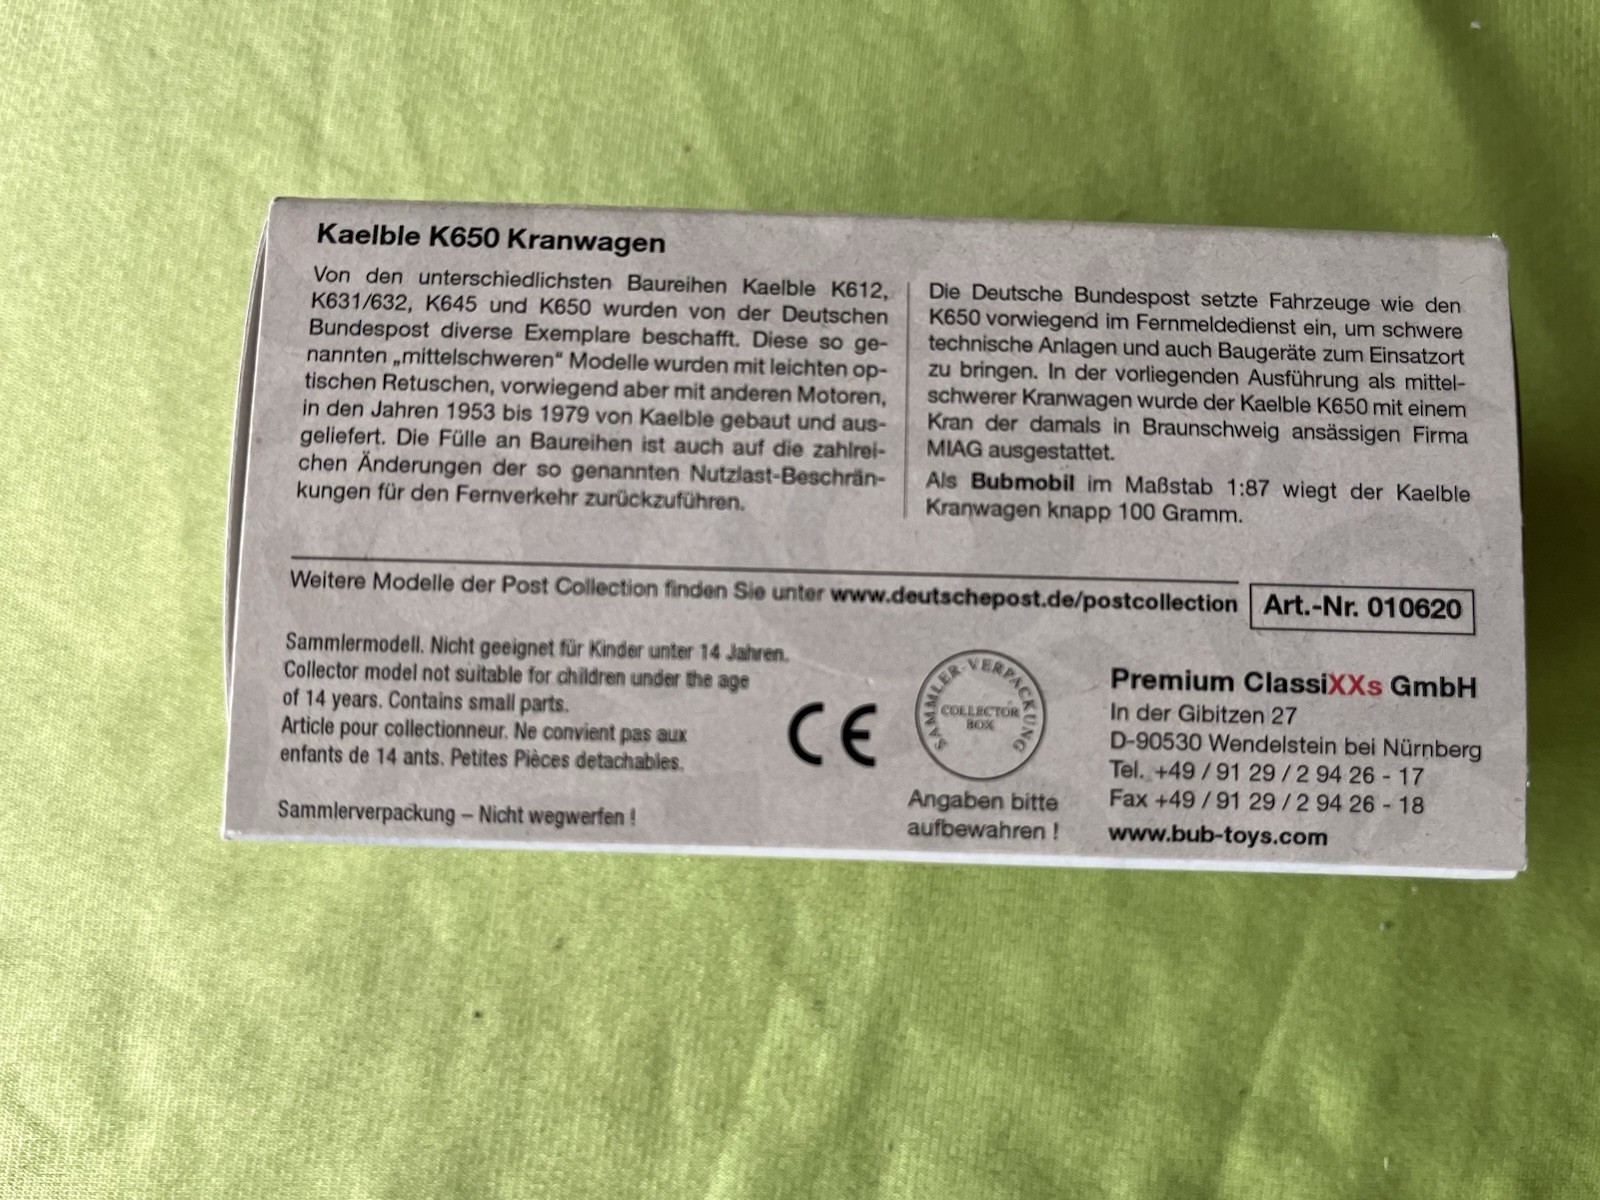 Kaelble K650 Kranwagen
Von den unterschiedlichsten Baureihen Kaelble K612,
K631/632, K645 und K650 wurden von der Deutschen
Bundespost diverse Exemplare beschafft. Diese so ge-
nannten „mittelschweren“ Modelle wurden mit leichten op-
tischen Retuschen, vorwiegend aber mit anderen Motoren,
in den Jahren 1953 bis 1979 von Kaelble gebaut und aus-
geliefert. Die Fülle an Baureihen ist auch auf die zahlrei-
chen Änderungen der so genannten Nutzlast-Beschrän-
kungen für den Fernverkehr zurückzuführen.
Die Deutsche Bundespost setzte Fahrzeuge wie den
K650 vorwiegend im Fernmeldedienst ein, um schwere
technische Anlagen und auch Baugeräte zum Einsatzort
zu bringen. In der vorliegenden Ausführung als mittel-
schwerer Kranwagen wurde der Kaelble K650 mit einem
Kran der damals in Braunschweig ansässigen Firma
MIAG ausgestattet.
Als Bubmobil im Maßstab 1:87 wiegt der Kaelble
Kranwagen knapp 100 Gramm.
Weitere Modelle der Post Collection finden Sie unter www.deutschepost.de/postcollection
Art.-Nr. 010620
Sammlermodell. Nicht geeignet für Kinder unter 14 Jahren.
Collector model not suitable for children under the age
of 14 years. Contains small parts.
Article pour collectionneur. Ne convient pas aux
enfants de 14 ants. Petites Pièces detachables.
Sammlerverpackung – Nicht wegwerfen !
CE
SAMMLER-VERPACKUNG
COLLECTOR
BOX
Angaben bitte
aufbewahren !
Premium ClassiXXs GmbH
In der Gibitzen 27
D-90530 Wendelstein bei Nürnberg
Tel. +49 / 91 29 / 2 94 26 - 17
Fax +49 / 91 29 / 2 94 26 - 18
www.bub-toys.com